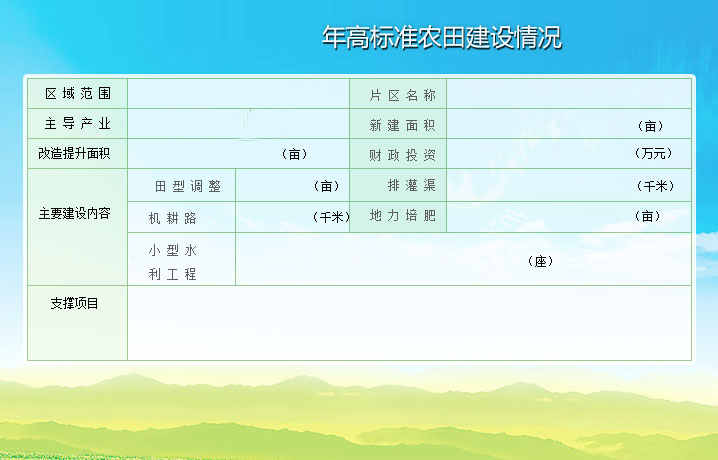 年高标准农田建设情况
区域范围 片区名称
主导产业 新建面积 （亩）
改造提升面积 （亩） 财政投资 （万元）
主要建设内容 田型调整 （亩） 排灌渠 （千米）
机耕路 （千米） 地力培肥 （亩）
小型水
利工程 （座）
支撑项目